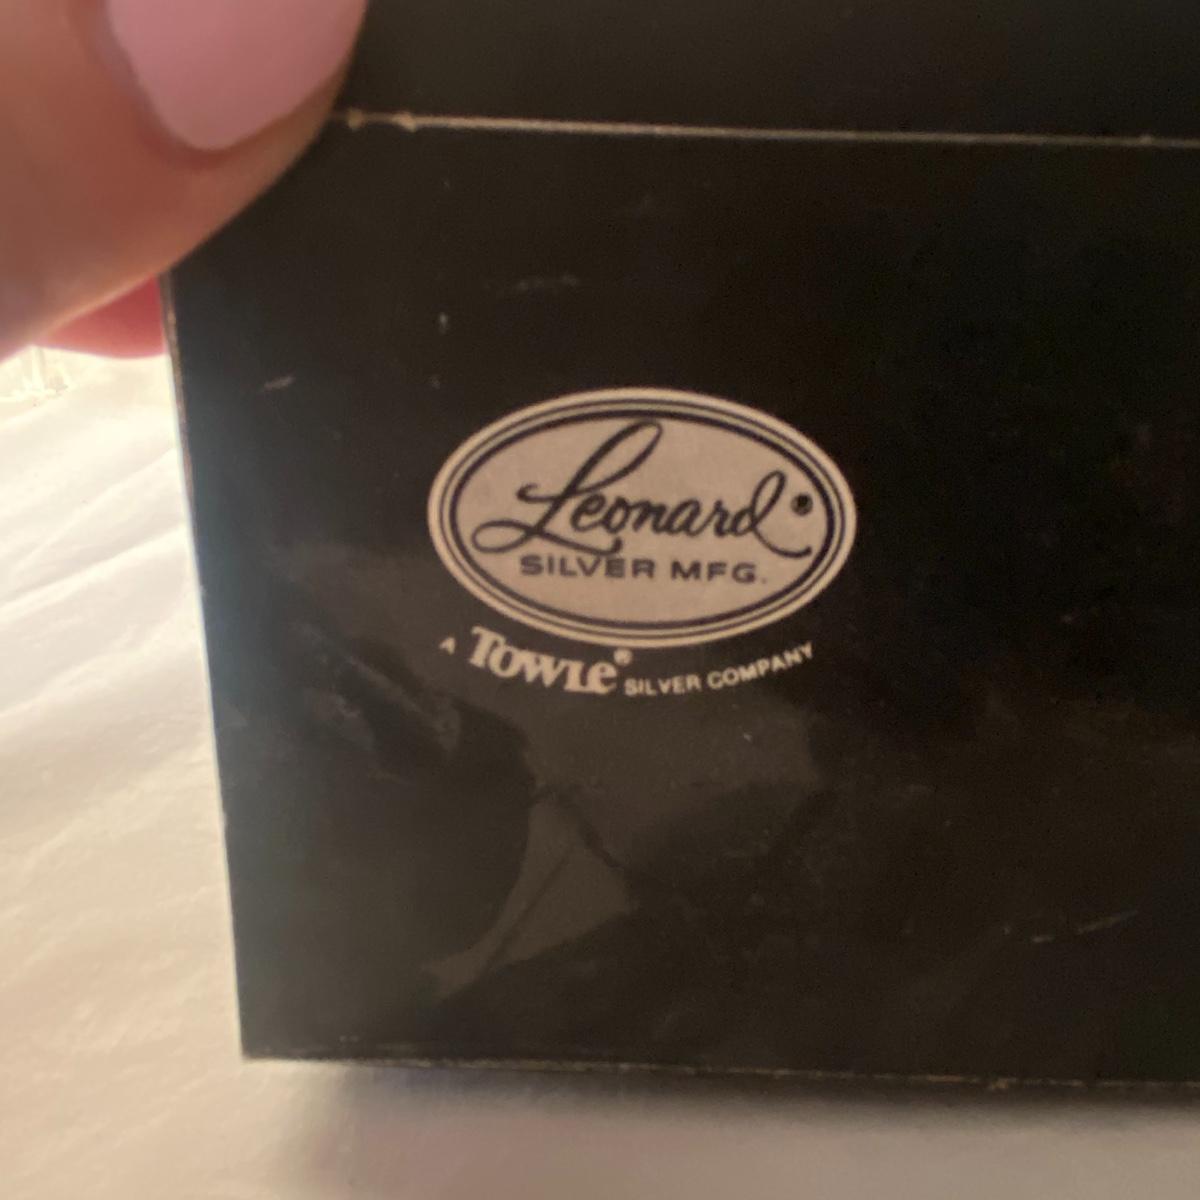 Leonard®
SILVER MFG.
A Towle® SILVER COMPANY